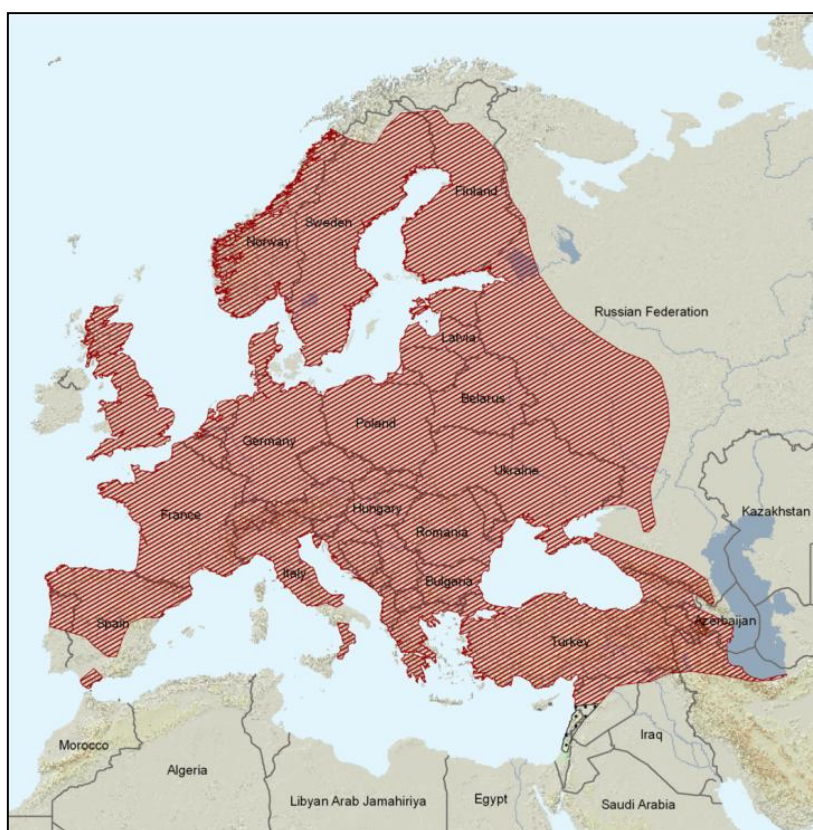 Finland
Sweden
Norway
Russian Federation
Latvia
Belarus
Poland
Germany
Ukraine
Kazakhstan
Hungary
France
Romania
Italy
Bulgaria
Spain
Azerbaijan
Turkey
Iraq
Morocco
Algeria
Libyan Arab Jamahiriya
Egypt
Saudi Arabia